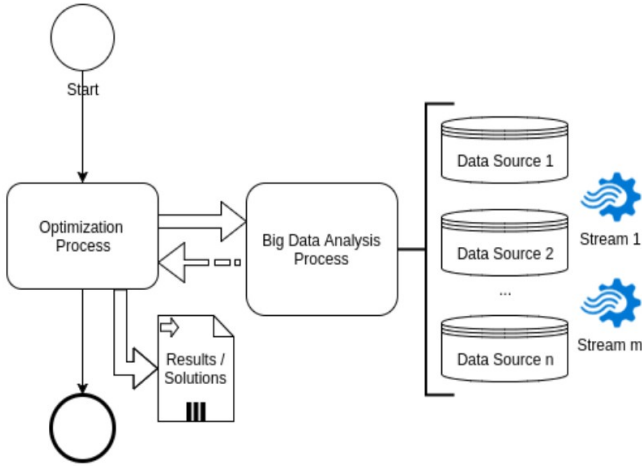 Start
Optimization
Process
Big Data Analysis
Process
Results /
Solutions
Data Source 1
Data Source 2
...
Data Source n
Stream 1
Stream m